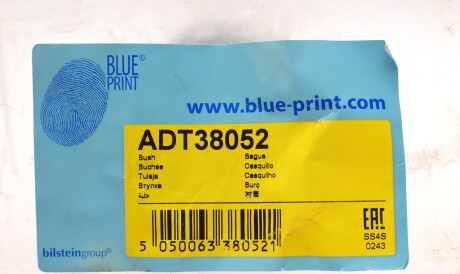 BLUE®
PRINT
www.blue-print.com
ADT38052
Bush Bague
Buchse Casquillo
Tuleja Casquilho
Втулка Burç
جلبة 衬套
5 050063 380521
EAC
SS4S
0243
bilsteingroup®